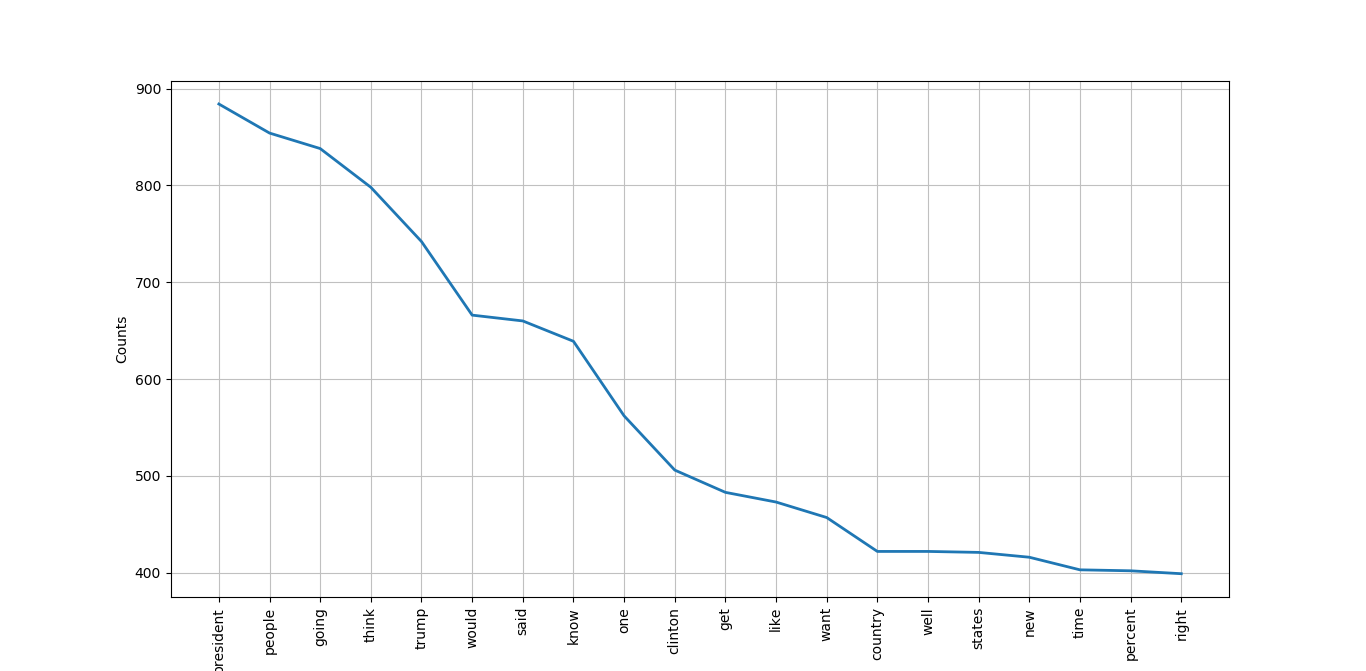 900
800
700
600
500
400
Counts
president
people
going
think
trump
would
said
know
one
clinton
get
like
want
country
well
states
new
time
percent
right